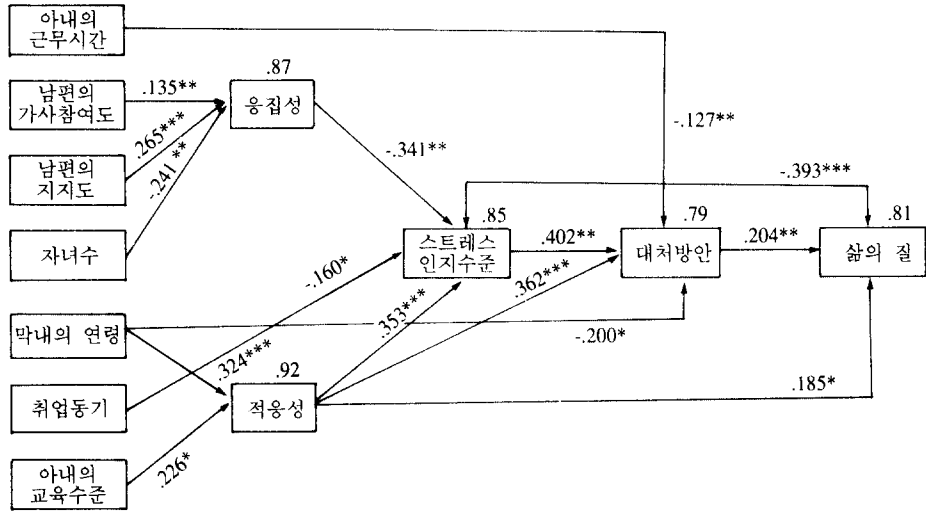 아내의
근무시간
.87
남편의
가사참여도
.135**
응집성
-.127**
.265***
-.341**
남편의
지지도
-.241**
-.393***
.85
.79
.81
자녀수
스트레스
인지수준
.402**
대처방안
.204**
삶의 질
-.160*
.362***
.353***
막내의 연령
-.200*
.324***
.92
.185*
취업동기
적응성
.226*
아내의
교육수준